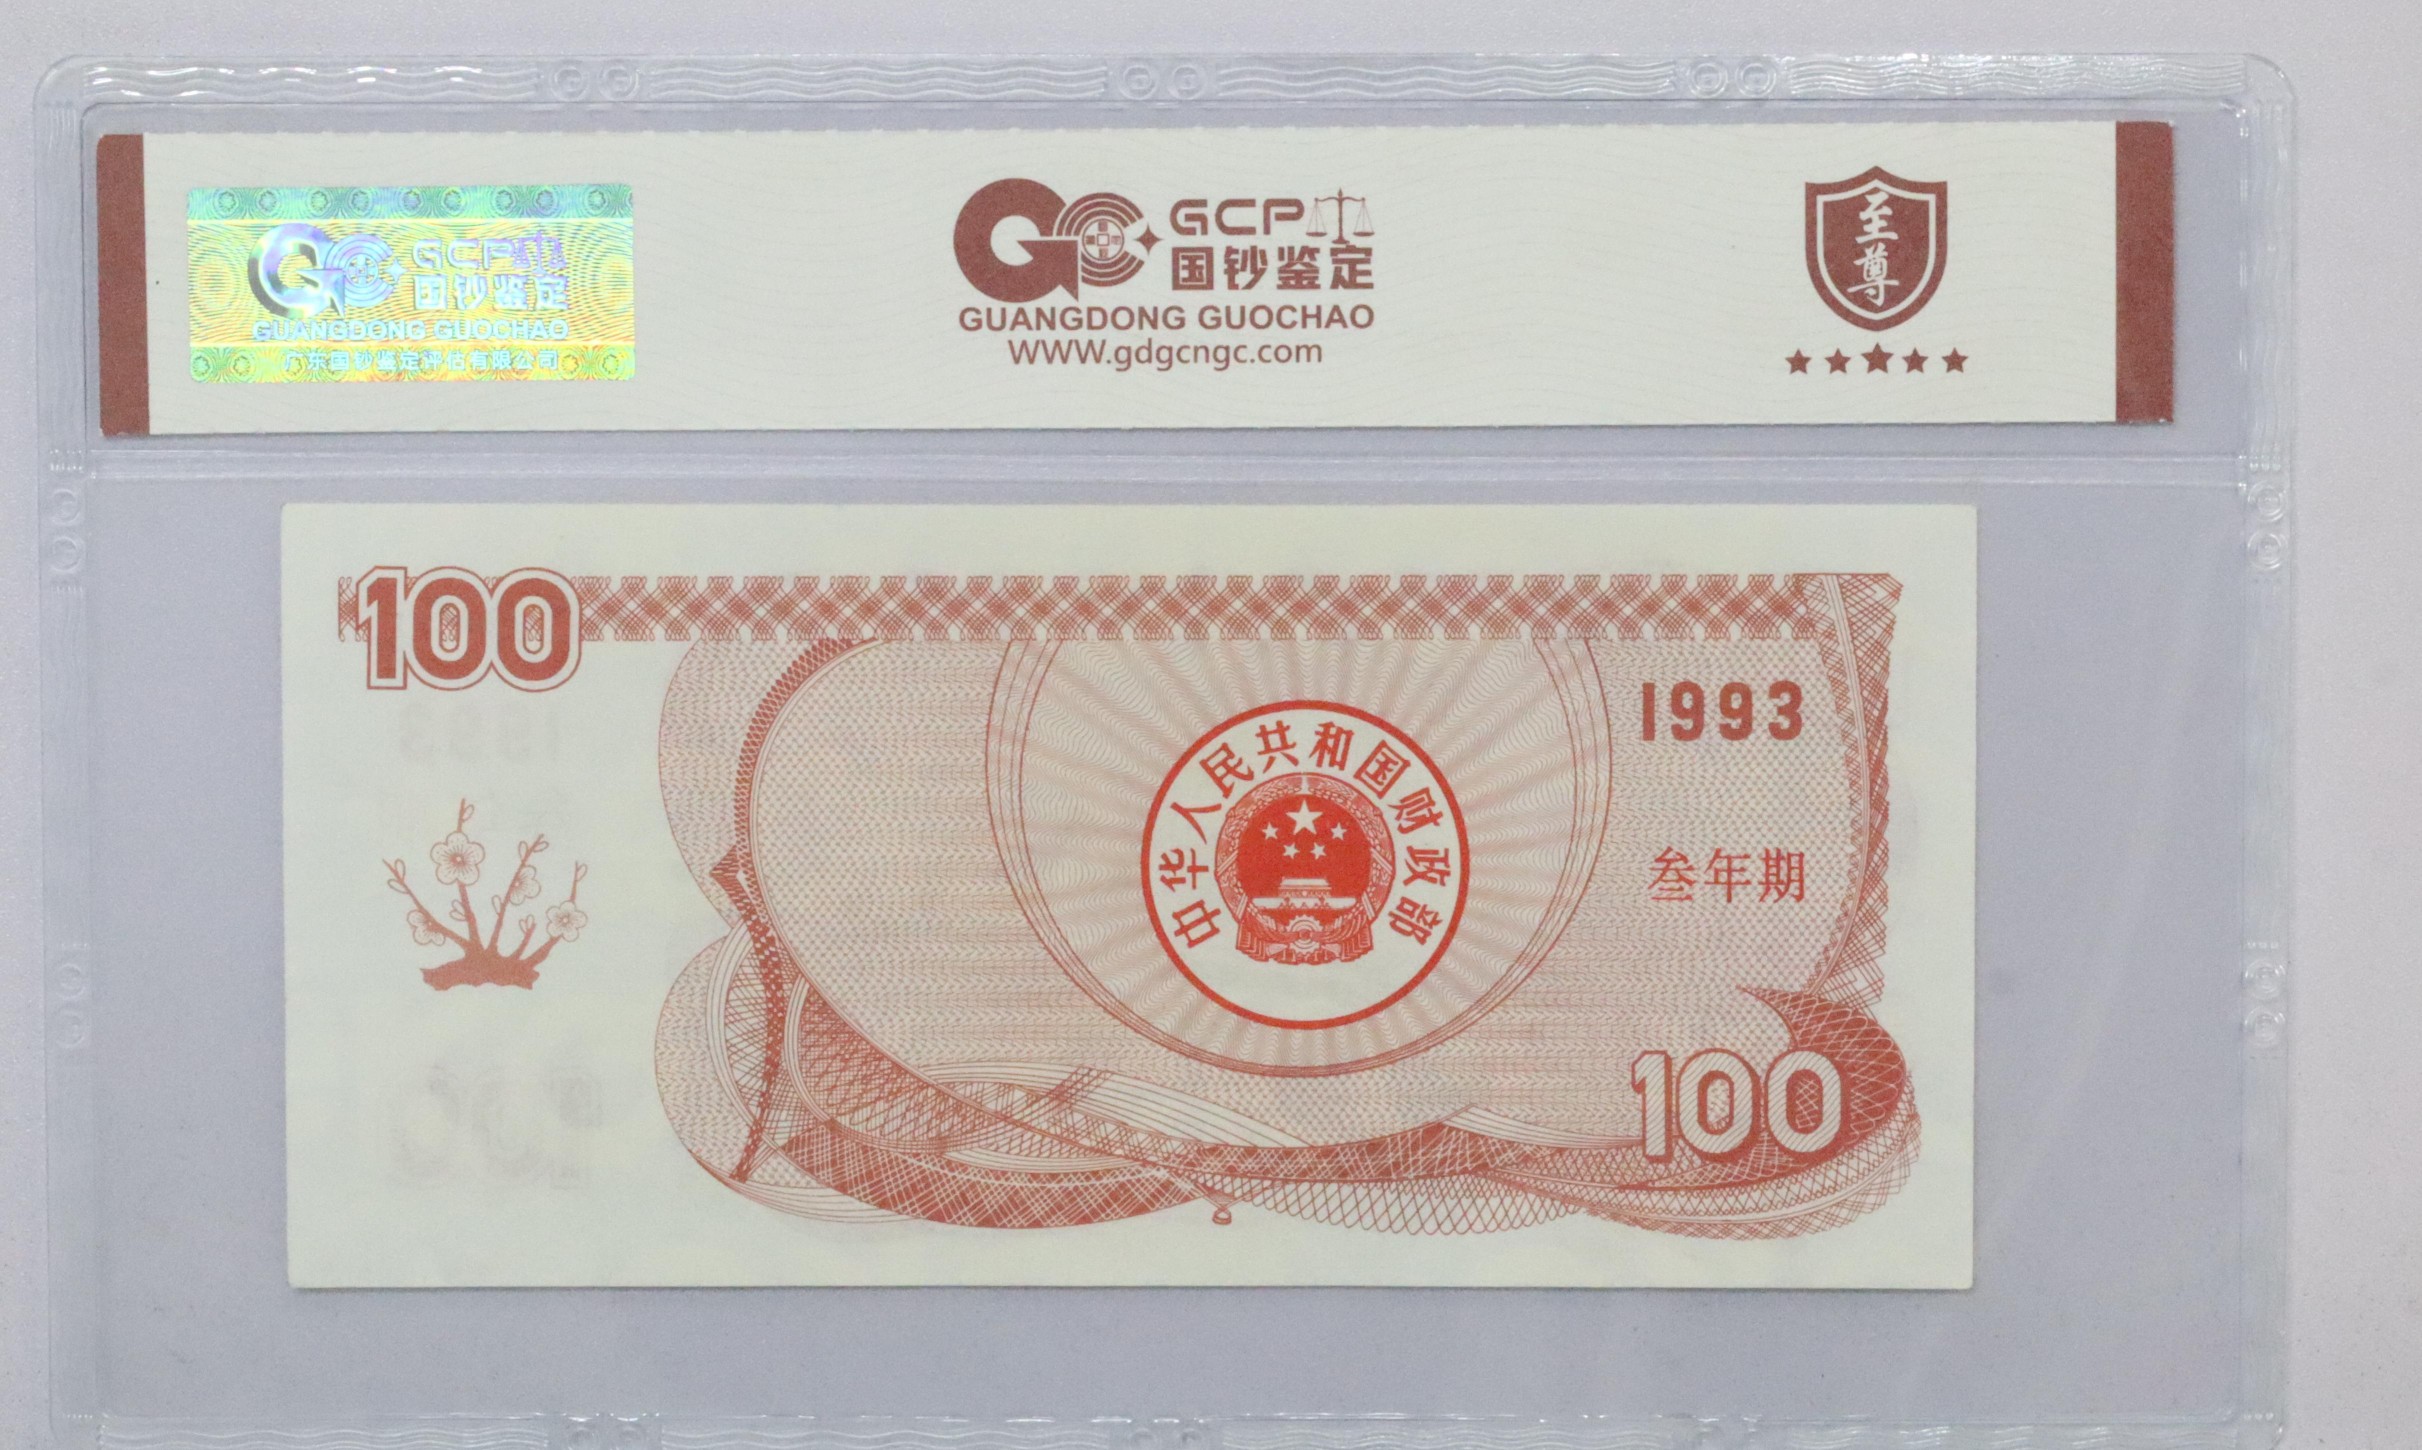 GCP
国钞鉴定
GUANGDONG GUOCHAO
广东国钞鉴定评估有限公司
GCP
国钞鉴定
GUANGDONG GUOCHAO
WWW.gdgcngc.com
至尊
100
1993
中华人民共和国财政部
叁年期
100